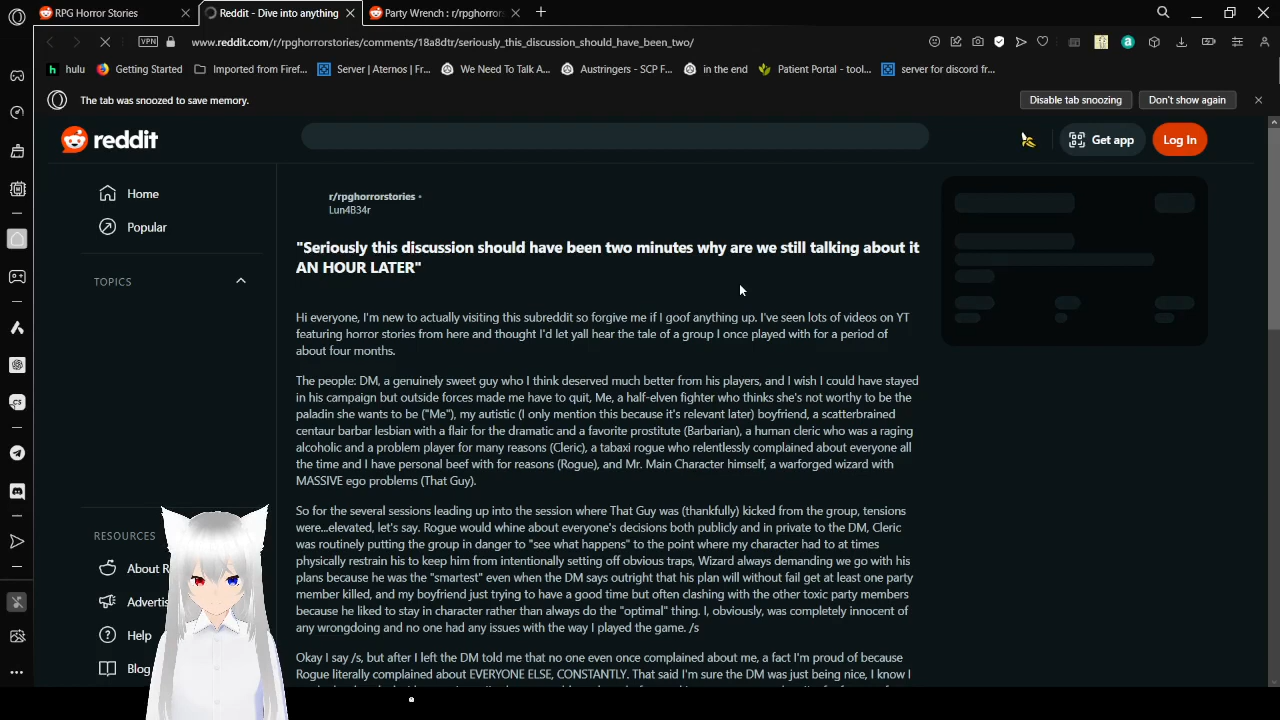 RPG Horror Stories
Reddit - Dive into anything
Party Wrench : r/rpghorror
VPN
www.reddit.com/r/rpghorrorstories/comments/18a8dtr/seriously_this_discussion_should_have_been_two/
hulu
Getting Started
Imported from Firef...
Server | Aternos | Fr...
We Need To Talk A...
Austringers - SCP F...
in the end
Patient Portal - tool...
server for discord fr...
The tab was snoozed to save memory.
Disable tab snoozing
Don't show again
reddit
Get app
Log In
Home
Popular
TOPICS
RESOURCES
About R
Advertis
Help
Blog
r/rpghorrorstories •
Lun4B34r
"Seriously this discussion should have been two minutes why are we still talking about it
AN HOUR LATER"
Hi everyone, I'm new to actually visiting this subreddit so forgive me if I goof anything up. I've seen lots of videos on YT
featuring horror stories from here and thought I'd let yall hear the tale of a group I once played with for a period of
about four months.
The people: DM, a genuinely sweet guy who I think deserved much better from his players, and I wish I could have stayed
in his campaign but outside forces made me have to quit, Me, a half-elven fighter who thinks she's not worthy to be the
paladin she wants to be ("Me"), my autistic (I only mention this because it's relevant later) boyfriend, a scatterbrained
centaur barbar lesbian with a flair for the dramatic and a favorite prostitute (Barbarian), a human cleric who was a raging
alcoholic and a problem player for many reasons (Cleric), a tabaxi rogue who relentlessly complained about everyone all
the time and I have personal beef with for reasons (Rogue), and Mr. Main Character himself, a warforged wizard with
MASSIVE ego problems (That Guy).
So for the several sessions leading up into the session where That Guy was (thankfully) kicked from the group, tensions
were...elevated, let's say. Rogue would whine about everyone's decisions both publicly and in private to the DM, Cleric
was routinely putting the group in danger to "see what happens" to the point where my character had to at times
physically restrain his to keep him from intentionally setting off obvious traps, Wizard always demanding we go with his
plans because he was the "smartest" even when the DM says outright that his plan will without fail get at least one party
member killed, and my boyfriend just trying to have a good time but often clashing with the other toxic party members
because he liked to stay in character rather than always do the "optimal" thing. I, obviously, was completely innocent of
any wrongdoing and no one had any issues with the way I played the game. /s
Okay I say /s, but after I left the DM told me that no one even once complained about me, a fact I'm proud of because
Rogue literally complained about EVERYONE ELSE, CONSTANTLY. That said I'm sure the DM was just being nice, I know I